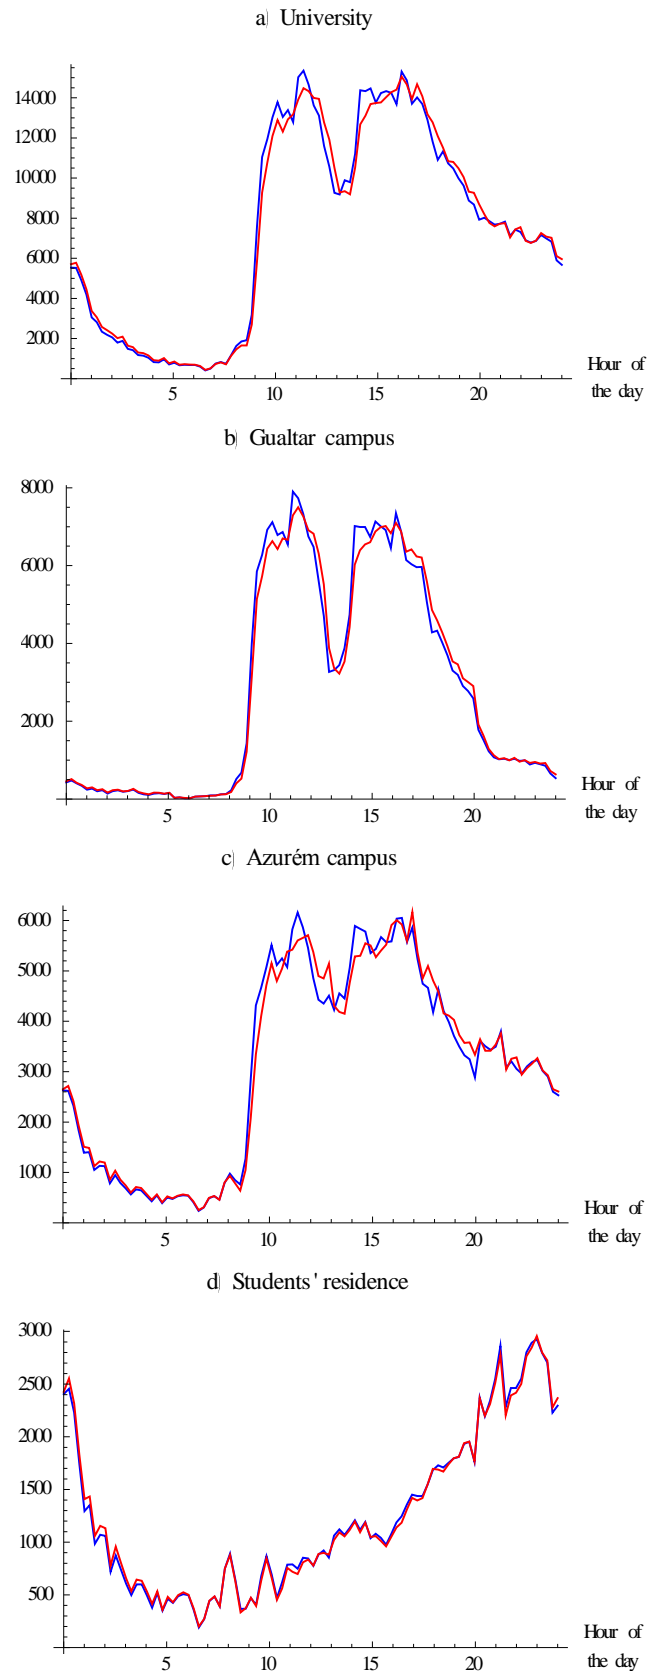 a) University
14000
12000
10000
8000
6000
4000
2000
5 10 15 20
Hour of
the day
b) Gualtar campus
8000
6000
4000
2000
5 10 15 20
Hour of
the day
c) Azurém campus
6000
5000
4000
3000
2000
1000
5 10 15 20
Hour of
the day
d) Students' residence
3000
2500
2000
1500
1000
500
5 10 15 20
Hour of
the day